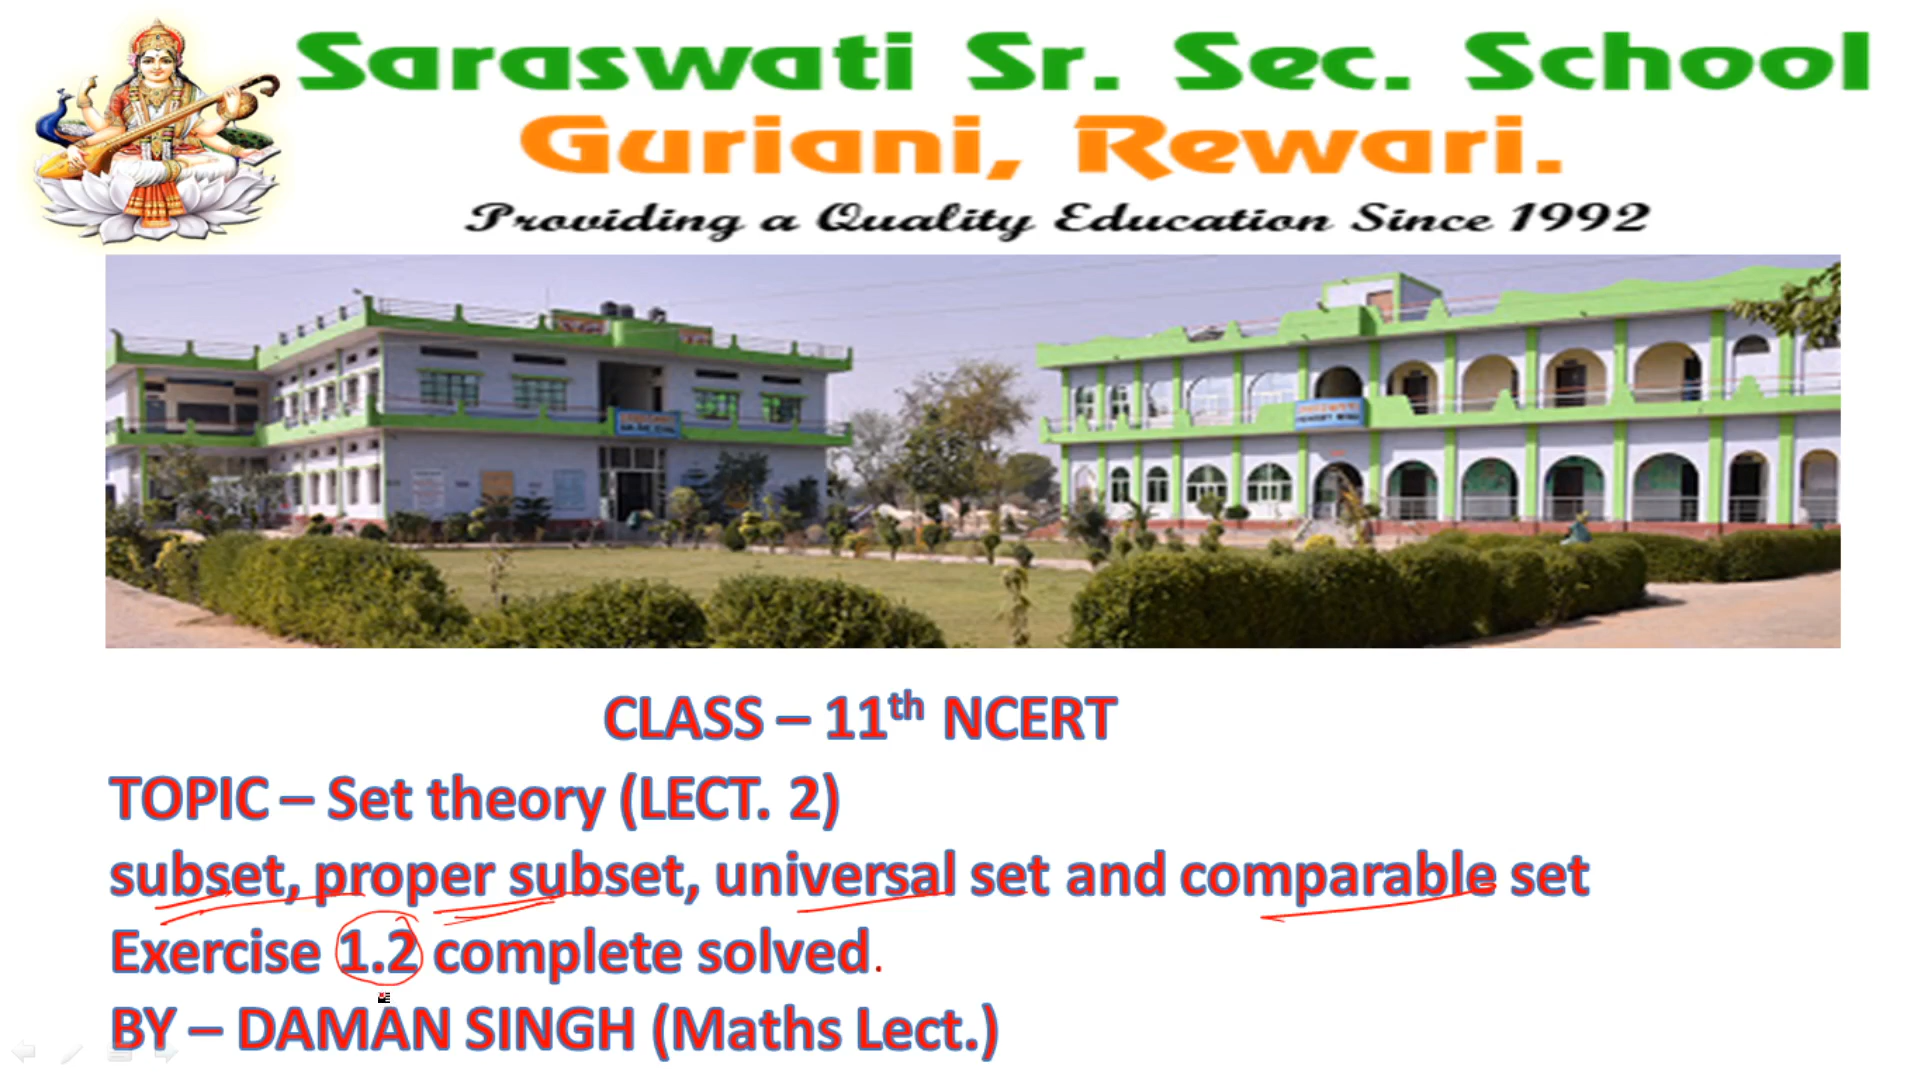 Saraswati Sr. Sec. School
Guriani, Rewari.
Providing a Quality Education Since 1992
CLASS – 11th NCERT
TOPIC – Set theory (LECT. 2)
subset, proper subset, universal set and comparable set
Exercise 1.2 complete solved.
BY – DAMAN SINGH (Maths Lect.)